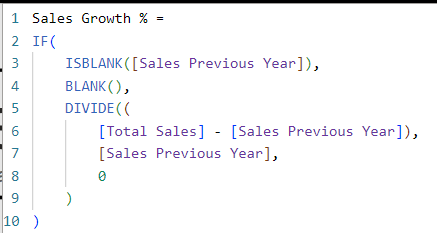 1 Sales Growth % =
2 IF(
3 ISBLANK([Sales Previous Year]),
4 BLANK(),
5 DIVIDE((
6 [Total Sales] - [Sales Previous Year]),
7 [Sales Previous Year],
8 0
9 )
10 )